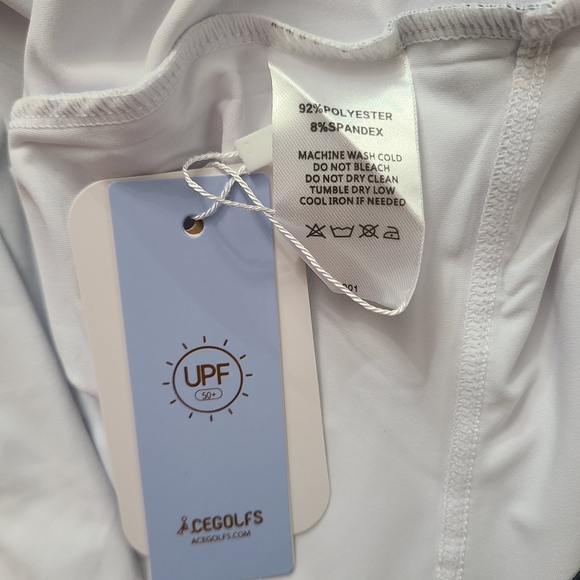 92%POLYESTER
8%SPANDEX
MACHINE WASH COLD
DO NOT BLEACH
DO NOT DRY CLEAN
TUMBLE DRY LOW
COOL IRON IF NEEDED
UPF
50+
ACEGOLFS
ACEGOLFS.COM